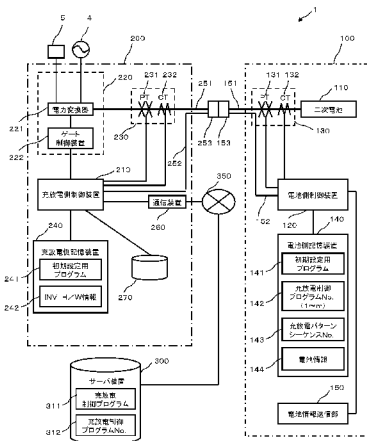 1
5
4
200
100
220
231
232
PT
CT
230
251
151
252
253
153
131
132
PT
CT
130
110
二次電池
電力変換器
221
ゲート
制御装置
222
210
充放電側制御装置
通信装置
260
350
電池側制御装置
152
120
140
240
充放電側記憶装置
241
初期設定用
プログラム
242
INV H/W情報
270
電池側記憶装置
141
初期設定用
プログラム
142
充放電制御
プログラムNo.
(1～m)
143
充放電パターン
シーケンスNo.
144
電池情報
150
電池情報送信部
300
サーバ装置
311
充放電
制御プログラム
312
充放電制御
プログラムNo.